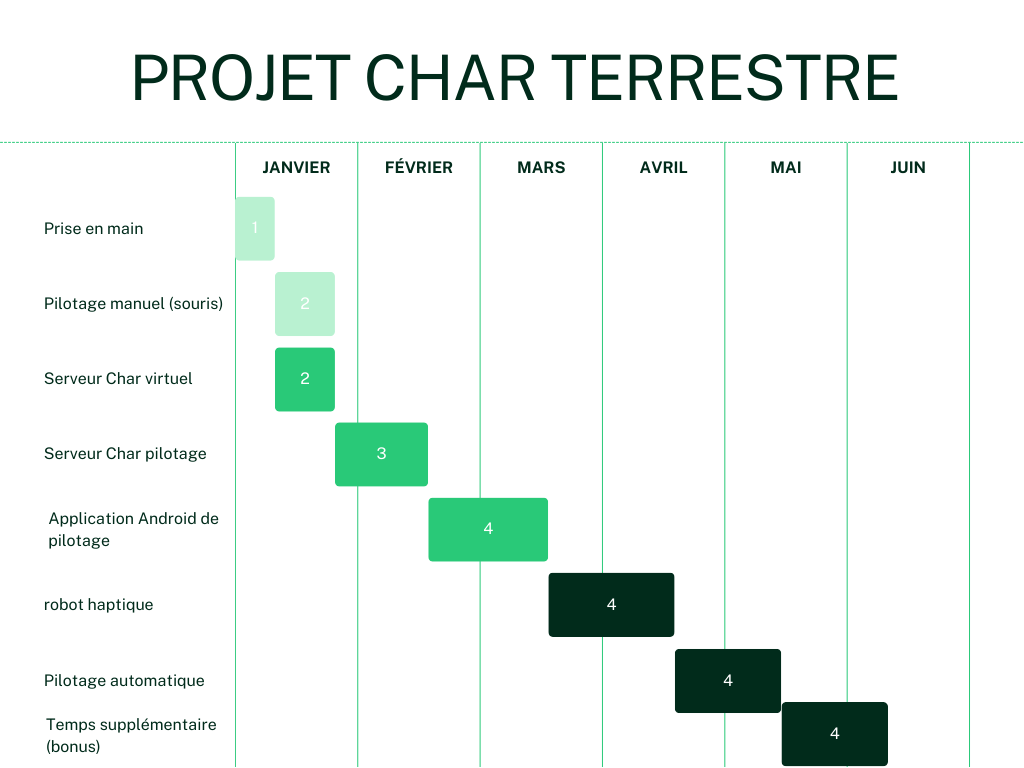 PROJET CHAR TERRESTRE
JANVIER FÉVRIER MARS AVRIL MAI JUIN
Prise en main 1
Pilotage manuel (souris) 2
Serveur Char virtuel 2
Serveur Char pilotage 3
Application Android de
pilotage 4
robot haptique 4
Pilotage automatique 4
Temps supplémentaire
(bonus) 4